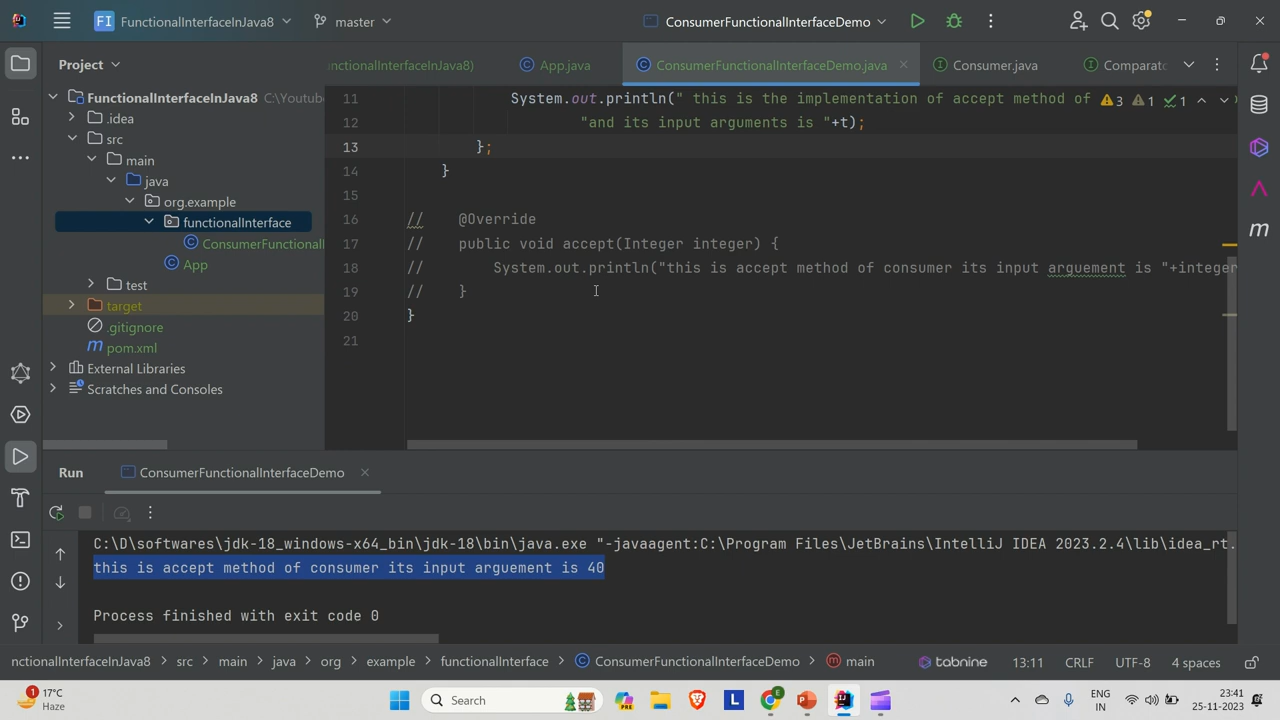 FI FunctionalInterfaceInJava8 master ConsumerFunctionalInterfaceDemo
Project
nctionalInterfaceInJava8) App.java ConsumerFunctionalInterfaceDemo.java Consumer.java Comparat
FunctionalInterfaceInJava8 C:\Youtub
.idea
src
main
java
org.example
functionalInterface
ConsumerFunctional
App
test
target
.gitignore
pom.xml
External Libraries
Scratches and Consoles
11 System.out.println(" this is the implementation of accept method of 3 1 1
12 "and its input arguments is "+t);
13 };
14 }
15
16 // @Override
17 // public void accept(Integer integer) {
18 // System.out.println("this is accept method of consumer its input arguement is "+integer
19 // }
20 }
21
Run ConsumerFunctionalInterfaceDemo
C:\D\softwares\jdk-18_windows-x64_bin\jdk-18\bin\java.exe "-javaagent:C:\Program Files\JetBrains\IntelliJ IDEA 2023.2.4\lib\idea_rt.
this is accept method of consumer its input arguement is 40
Process finished with exit code 0
nctionalInterfaceInJava8 > src > main > java > org > example > functionalInterface > ConsumerFunctionalInterfaceDemo > main tabnine 13:11 CRLF UTF-8 4 spaces
1 17°C
Haze
Search
PRE
ENG
IN
23:41
25-11-2023